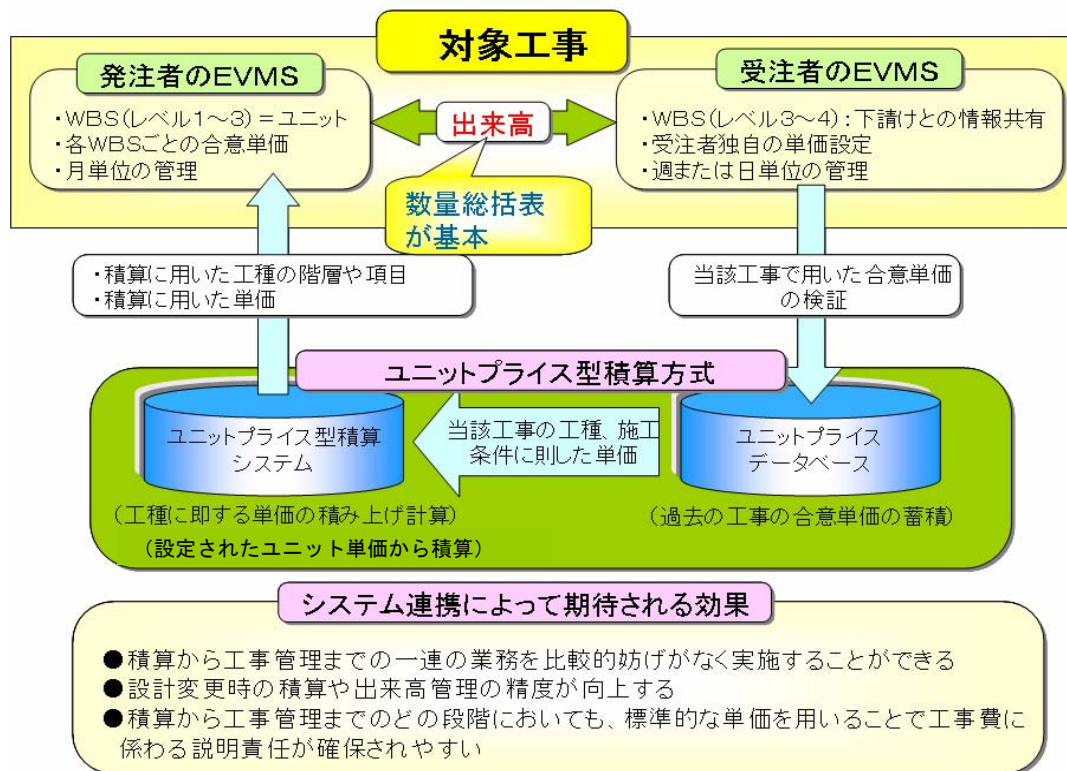 対象工事
発注者のEVMS
・WBS(レベル1～3)＝ユニット
・各WBSごとの合意単価
・月単位の管理
出来高
受注者のEVMS
・WBS(レベル3～4)：下請けとの情報共有
・受注者独自の単価設定
・週または日単位の管理
数量総括表
が基本
・積算に用いた工種の階層や項目
・積算に用いた単価
当該工事で用いた合意単価
の検証
ユニットプライス型積算方式
ユニットプライス型積算
システム
当該工事の工種、施工
条件に則した単価
ユニットプライス
データベース
(工種に即する単価の積み上げ計算)
(設定されたユニット単価から積算)
(過去の工事の合意単価の蓄積)
システム連携によって期待される効果
●積算から工事管理までの一連の業務を比較的妨げがなく実施することができる
●設計変更時の積算や出来高管理の精度が向上する
●積算から工事管理までのどの段階においても、標準的な単価を用いることで工事費に
係わる説明責任が確保されやすい